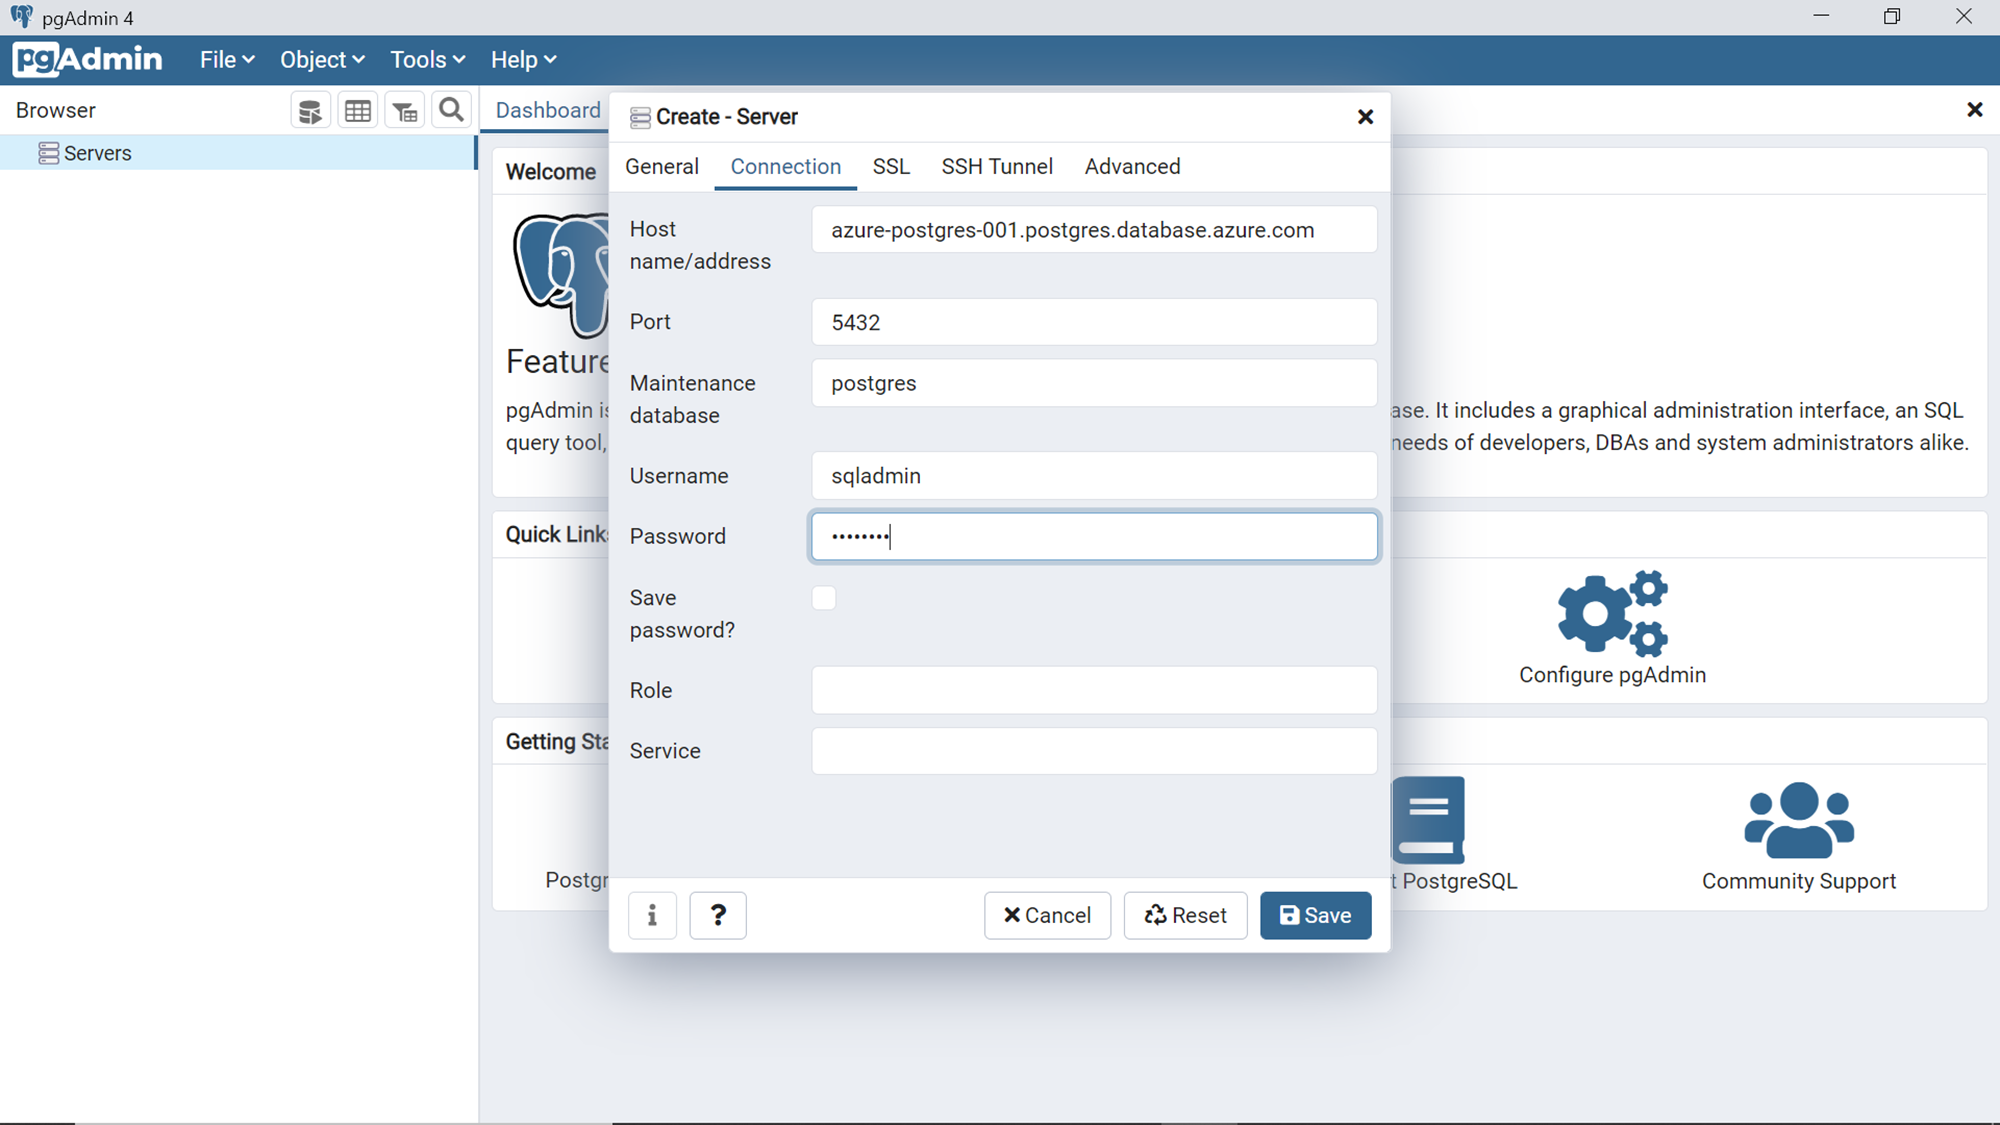 pgAdmin 4
pgAdmin File Object Tools Help
Browser
Dashboard
Servers
Welcome
Feature
pgAdmin is
query tool,
ase. It includes a graphical administration interface, an SQL
needs of developers, DBAs and system administrators alike.
Quick Link
Configure pgAdmin
Getting Sta
Postgr
t PostgreSQL
Community Support
Create - Server
General Connection SSL SSH Tunnel Advanced
Host
name/address
azure-postgres-001.postgres.database.azure.com
Port
5432
Maintenance
database
postgres
Username
sqladmin
Password
••••••••
Save
password?
Role
Service
i ? Cancel Reset Save